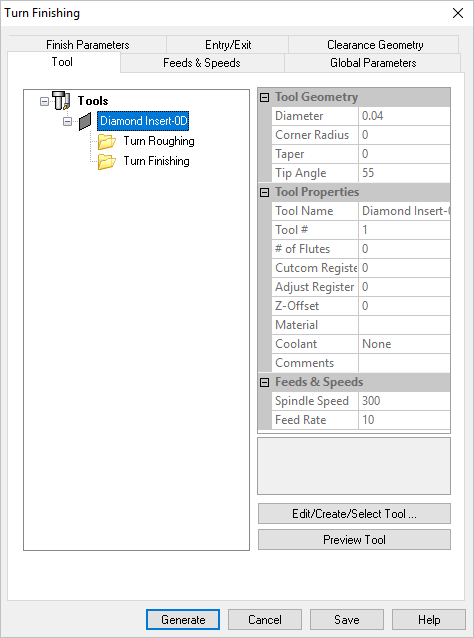 Turn Finishing
Finish Parameters Entry/Exit Clearance Geometry
Tool Feeds & Speeds Global Parameters
Tools
Diamond Insert-0D
Turn Roughing
Turn Finishing
Tool Geometry
Diameter 0.04
Corner Radius 0
Taper 0
Tip Angle 55
Tool Properties
Tool Name Diamond Insert-0
Tool # 1
# of Flutes 0
Cutcom Registe 0
Adjust Register 0
Z-Offset 0
Material
Coolant None
Comments
Feeds & Speeds
Spindle Speed 300
Feed Rate 10
Edit/Create/Select Tool ...
Preview Tool
Generate Cancel Save Help